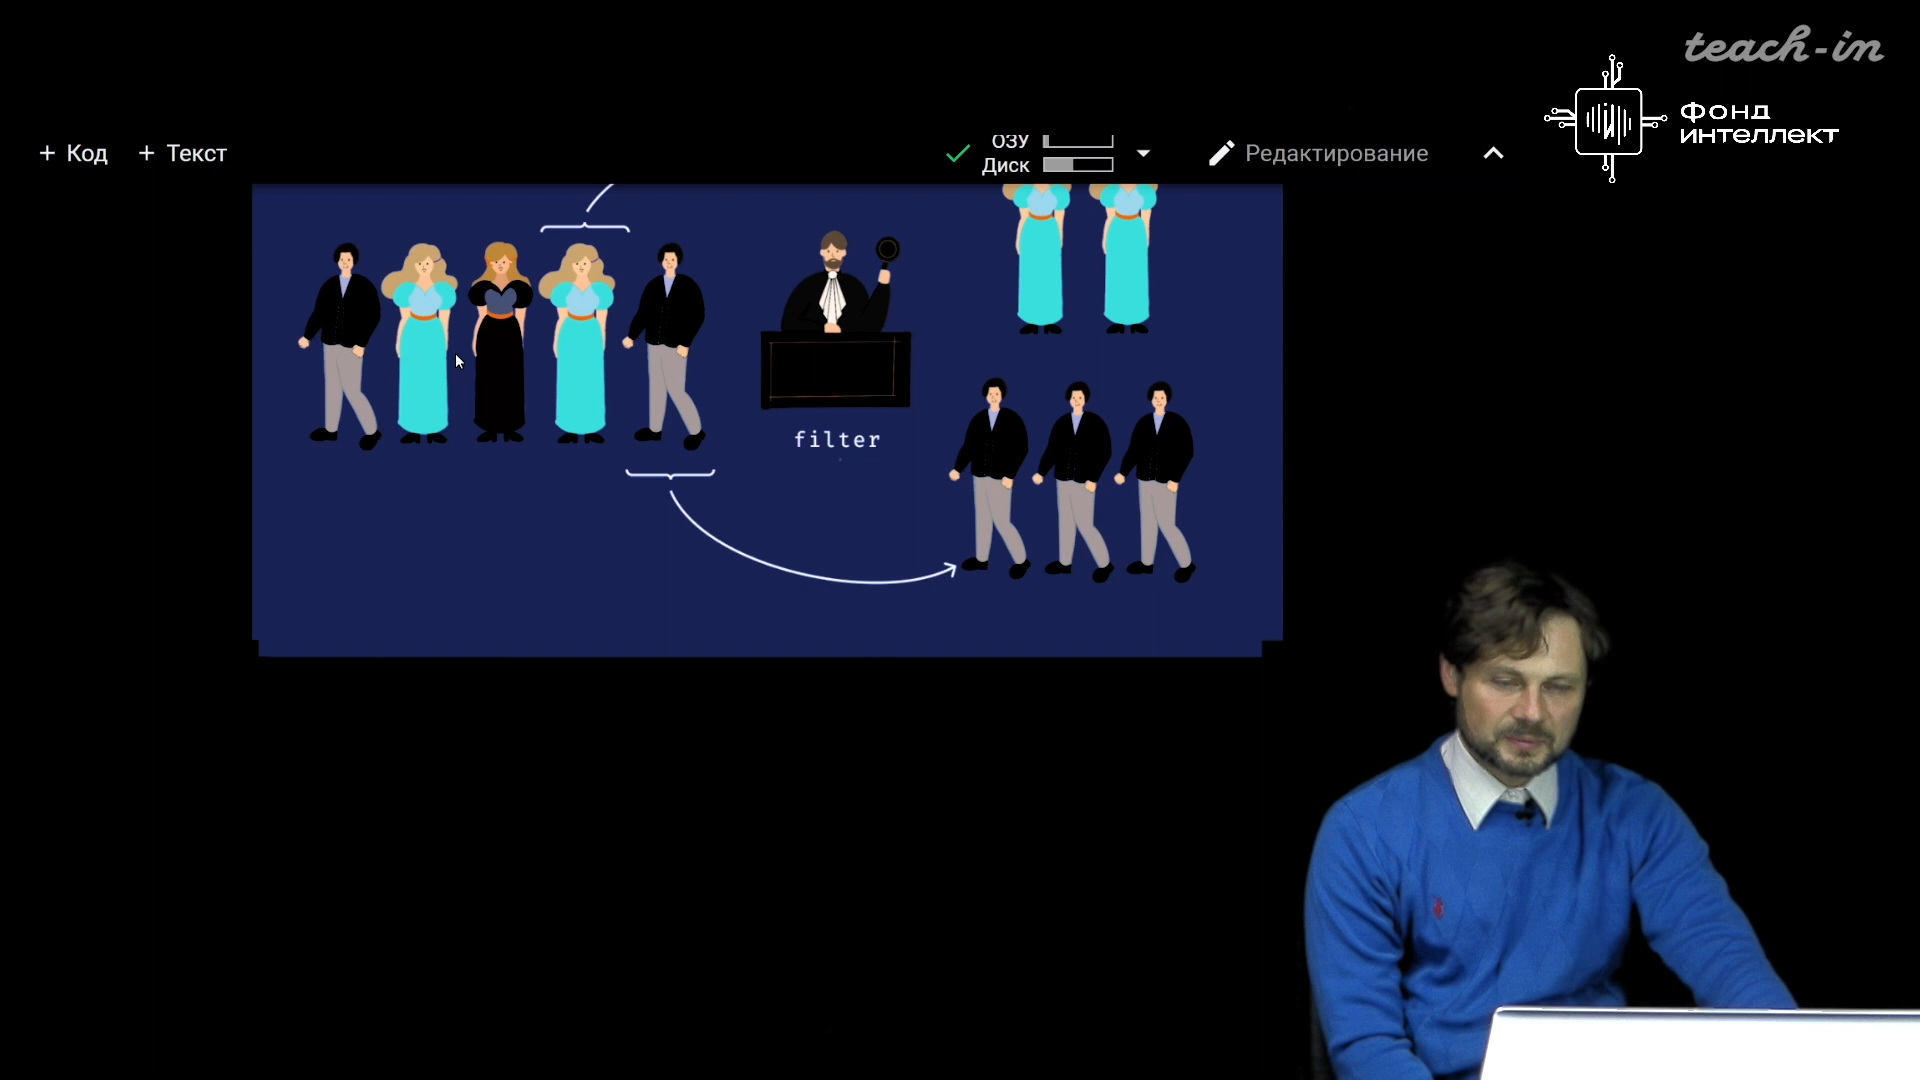 teach-in
ФОНД
ИНТЕЛЛЕКТ
+ Код + Текст
ОЗУ
Диск
Редактирование
filter